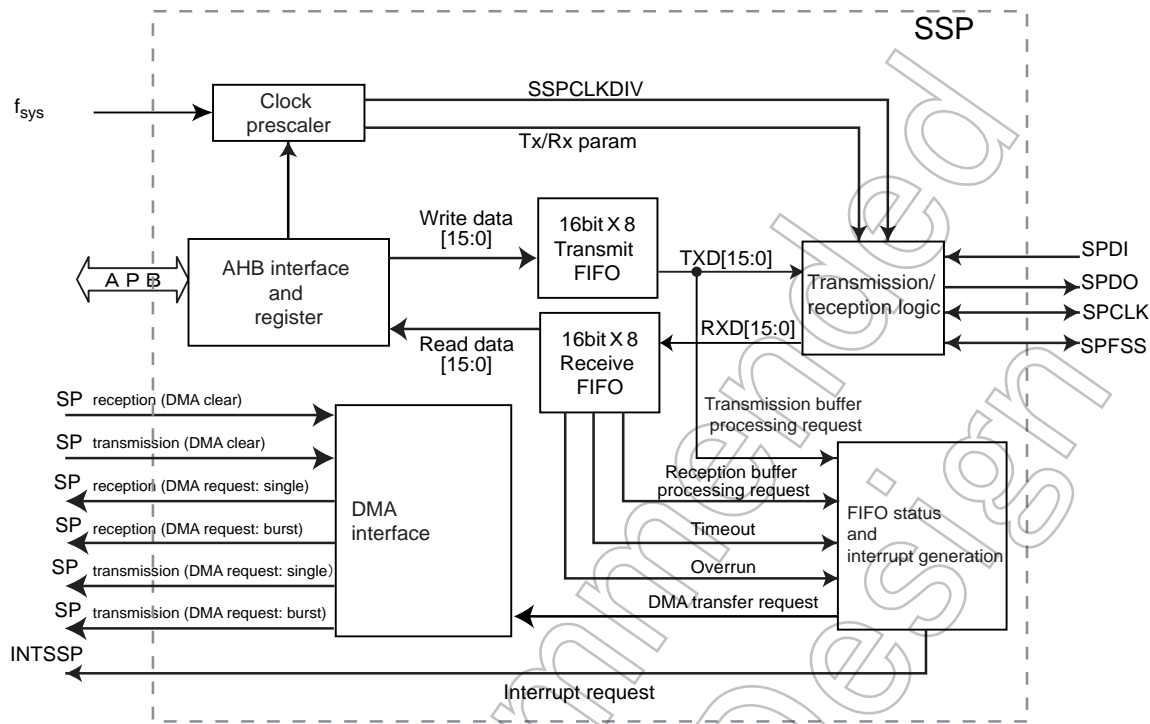 SSP
f sys
Clock
prescaler
SSPCLKDIV
Tx/Rx param
APB
AHB interface
and
register
Write data
[15:0]
16bit X 8
Transmit
FIFO
TXD[15:0]
Transmission/
reception logic
SPDI
SPDO
SPCLK
SPFSS
Read data
[15:0]
16bit X 8
Receive
FIFO
RXD[15:0]
SP reception (DMA clear)
SP transmission (DMA clear)
SP reception (DMA request: single)
SP reception (DMA request: burst)
SP transmission (DMA request: single)
SP transmission (DMA request: burst)
INTSSP
DMA
interface
Transmission buffer
processing request
Reception buffer
processing request
Timeout
Overrun
DMA transfer request
FIFO status
and
interrupt generation
Interrupt request
mmended
Design